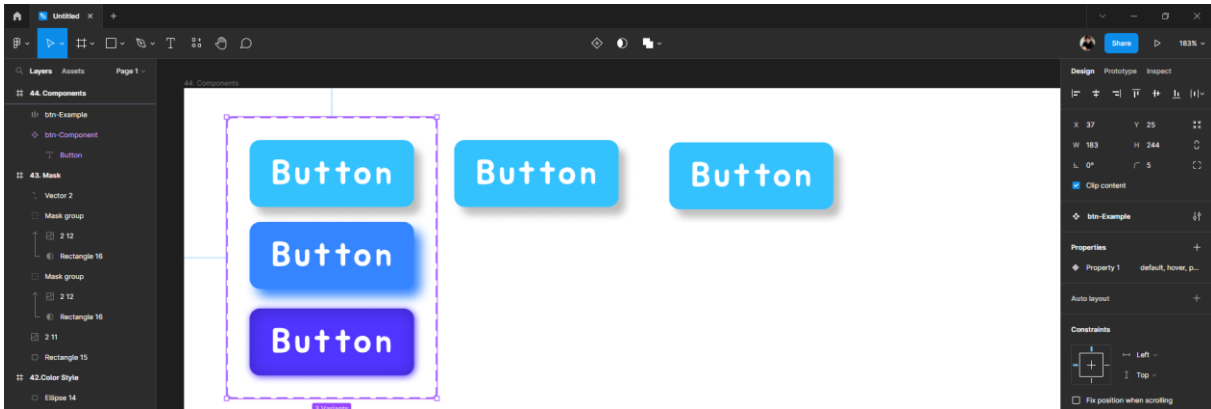 Untitled
Share
183%
Layers Assets Page 1
44. Components
btn-Example
btn-Component
Button
43. Mask
Vector 2
Mask group
2 12
Rectangle 16
Mask group
2 12
Rectangle 16
2 11
Rectangle 15
42.Color Style
Ellipse 14
44. Components
Button
Button
Button
Button
Button
3 Variants
Design Prototype Inspect
X 37 Y 25
W 183 H 244
0° 5
Clip content
btn-Example
Properties
Property 1 default, hover, p...
Auto layout
Constraints
Left
Top
Fix position when scrolling